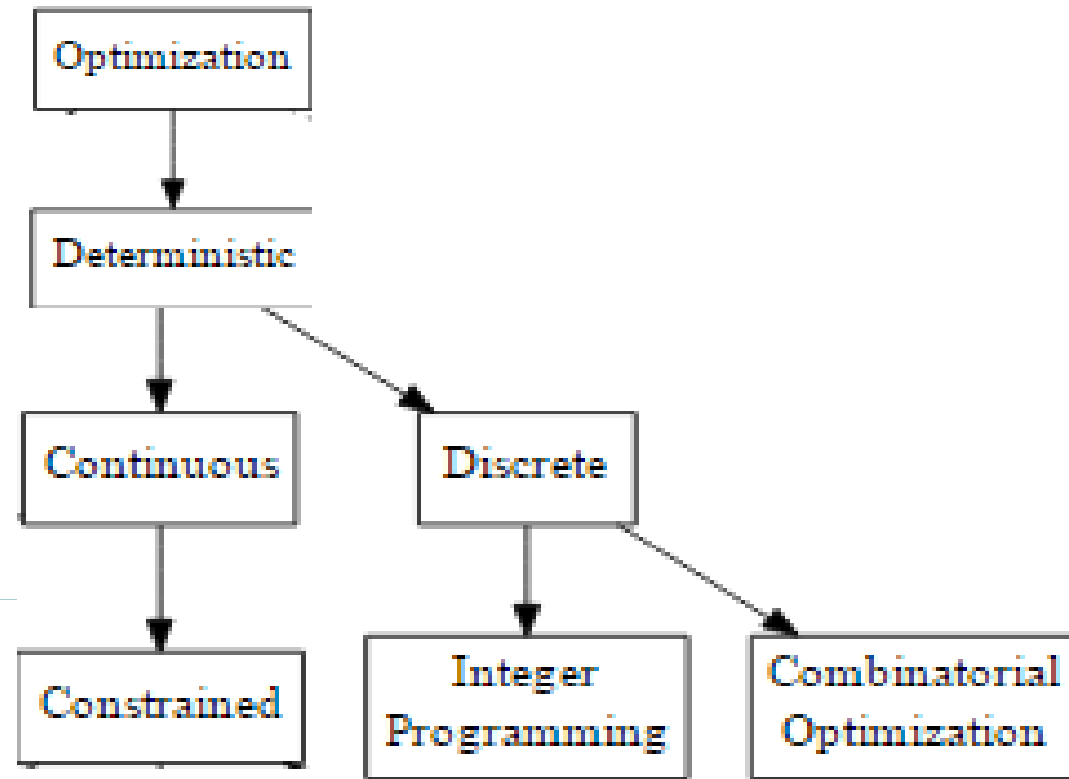 Optimization
Deterministic
Continuous
Discrete
Constrained
Integer
Programming
Combinatorial
Optimization